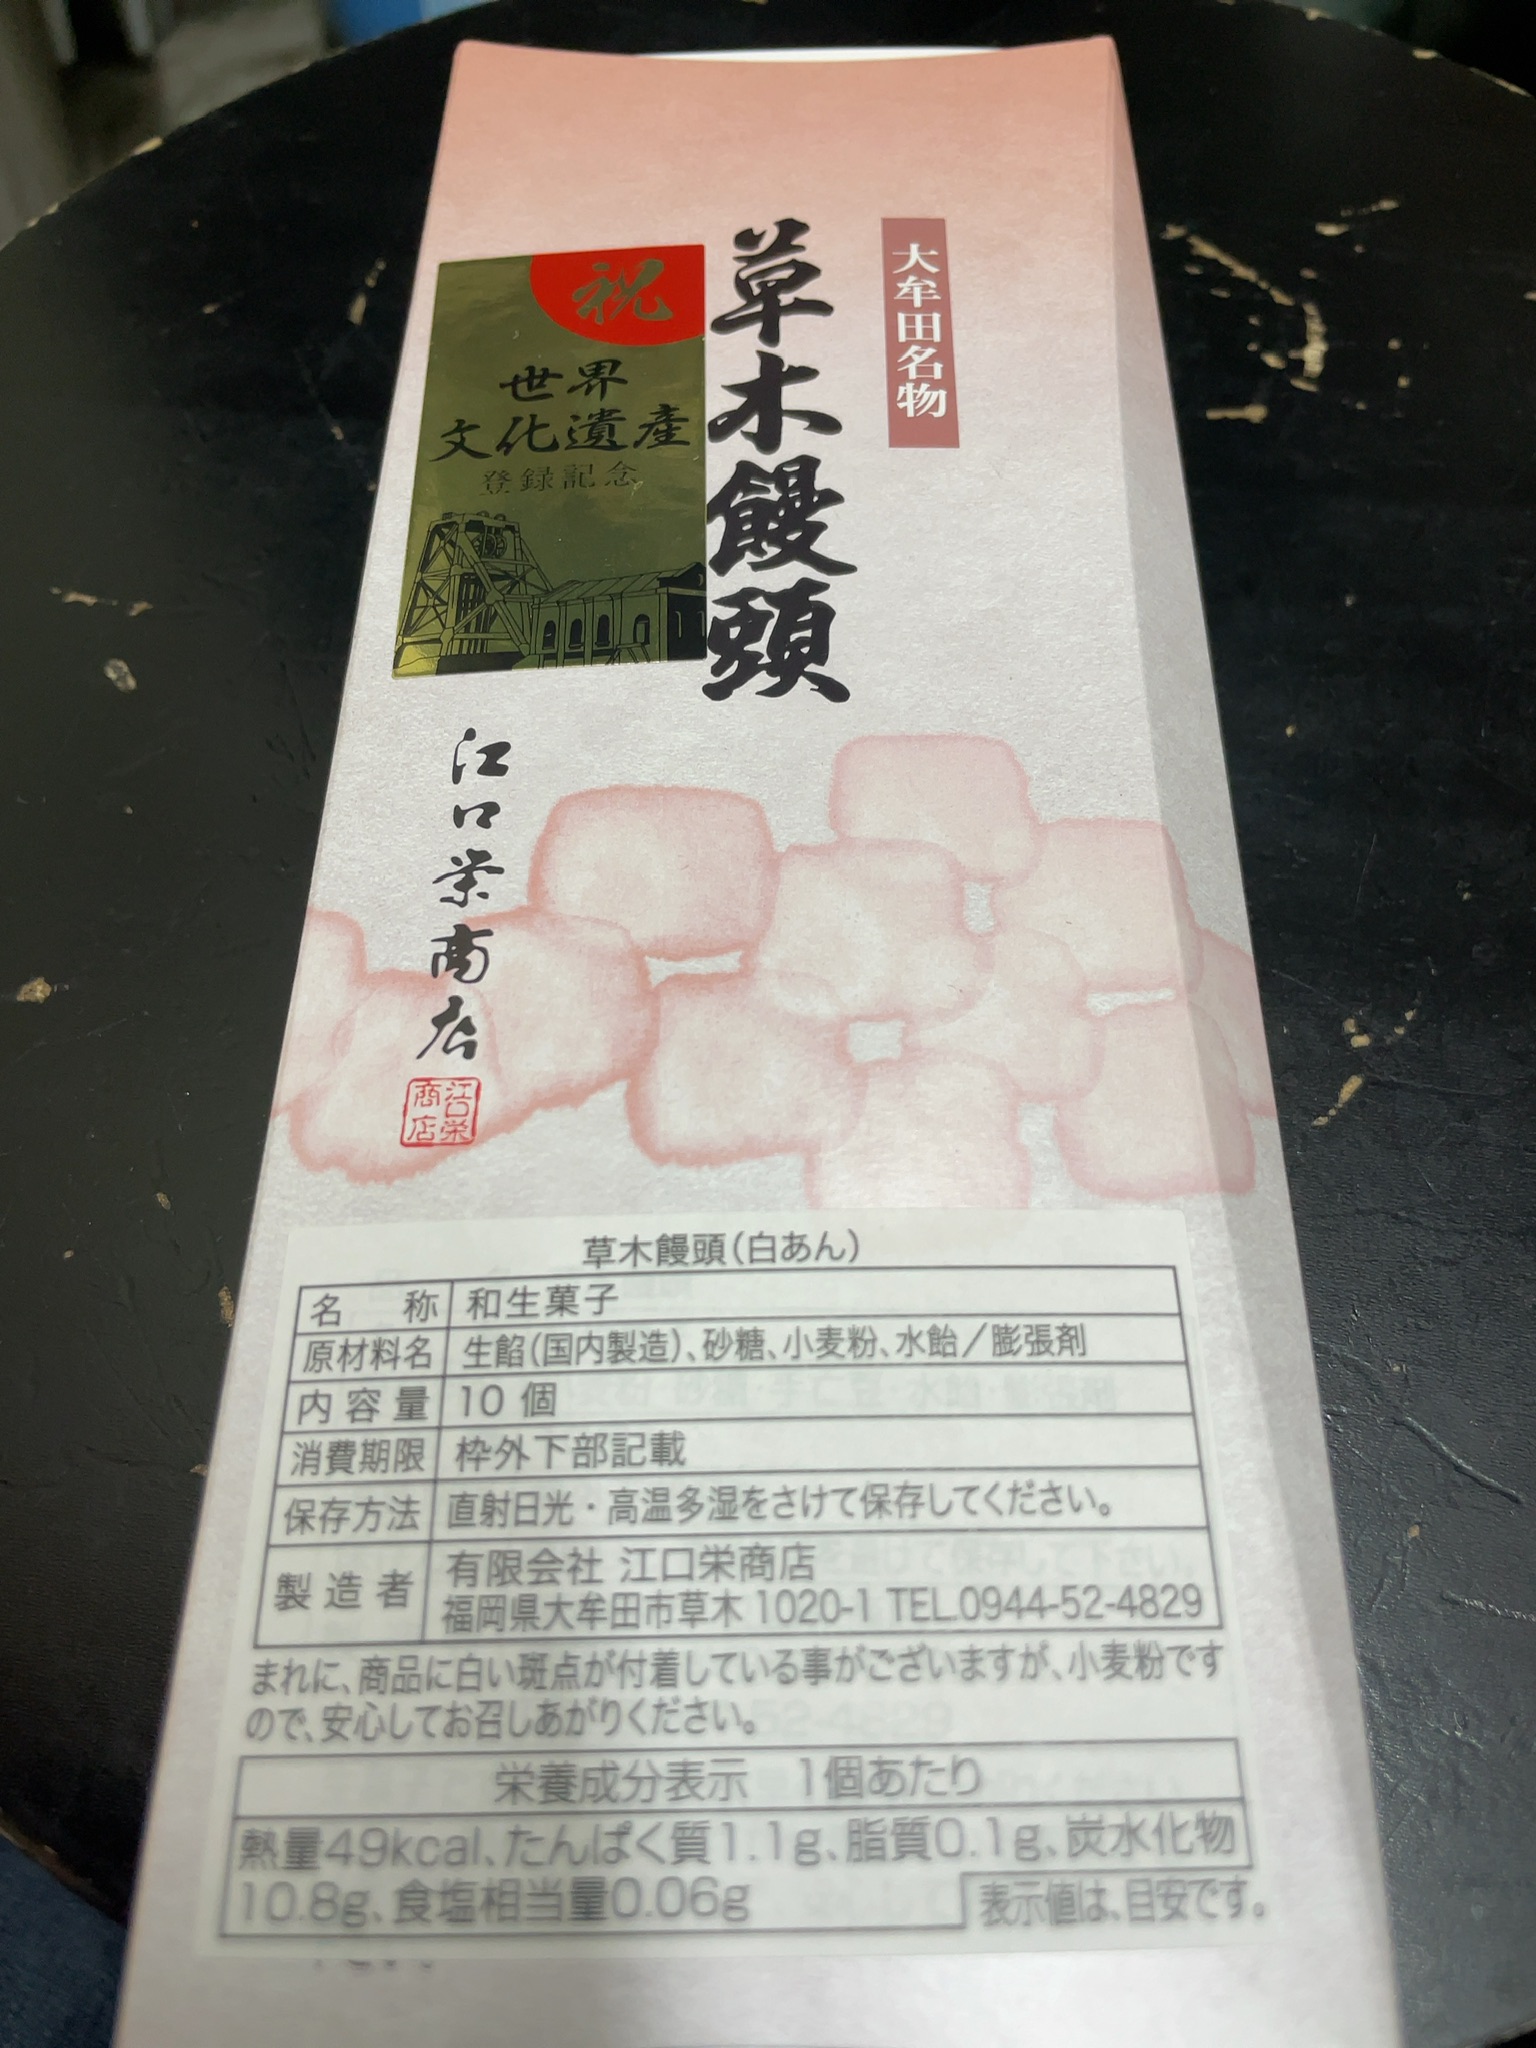 大牟田名物
草木饅頭
祝
世界
文化遺産
登録記念
江口栄商店
江口栄
商店
草木饅頭(白あん)
名 称 和生菓子
原材料名 生餡(国内製造)、砂糖、小麦粉、水飴／膨張剤
内容量 10 個
消費期限 枠外下部記載
保存方法 直射日光・高温多湿をさけて保存してください。
製造者 有限会社 江口栄商店
福岡県大牟田市草木 1020-1 TEL.0944-52-4829
まれに、商品に白い斑点が付着している事がございますが、小麦粉です
ので、安心してお召しあがりください。
栄養成分表示 1個あたり
熱量49kcal、たんぱく質1.1g、脂質0.1g、炭水化物
10.8g、食塩相当量0.06g
表示値は、目安です。